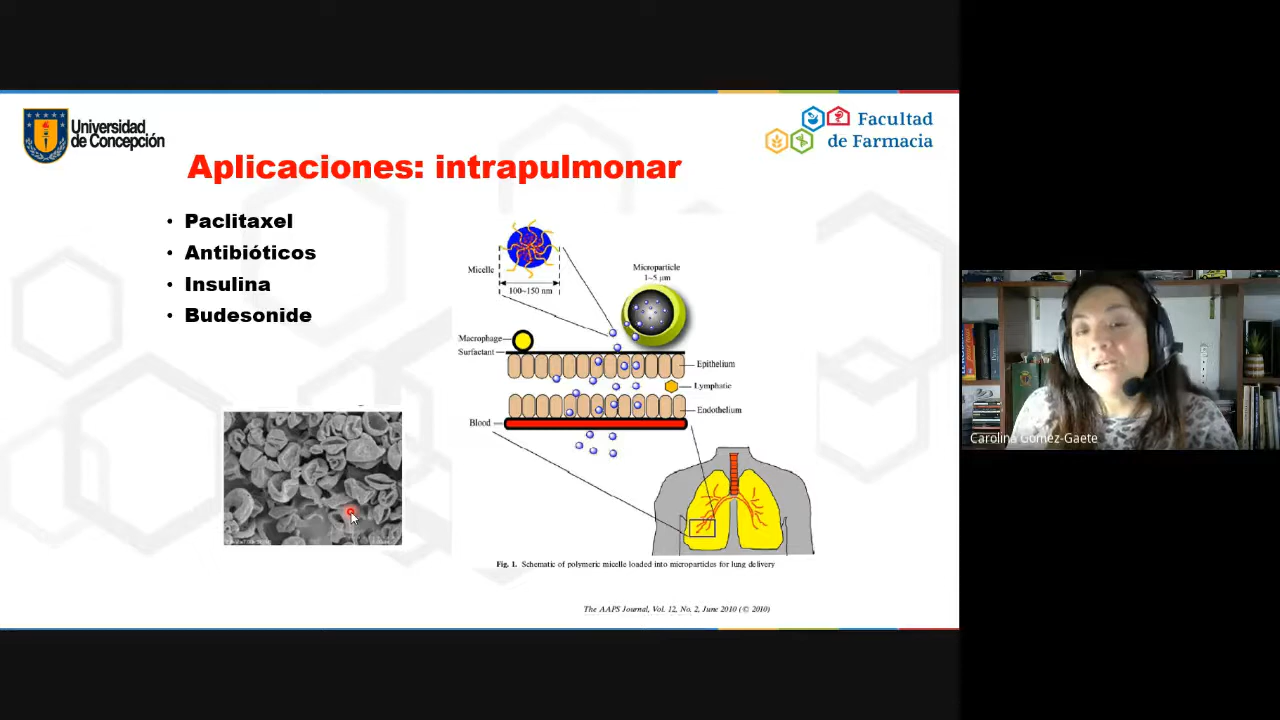 Universidad
de Concepción
Facultad
de Farmacia
Aplicaciones: intrapulmonar
• Paclitaxel
• Antibióticos
• Insulina
• Budesonide
Micelle
100~150 nm
Microparticle
1~5 μm
Macrophage
Surfactant
Epithelium
Lymphatic
Endothelium
Blood
Fig. 1. Schematic of polymeric micelle loaded into microparticles for lung delivery
The AAPS Journal, Vol. 12, No. 2, June 2010 (© 2010)
Carolina Gómez-Gaete